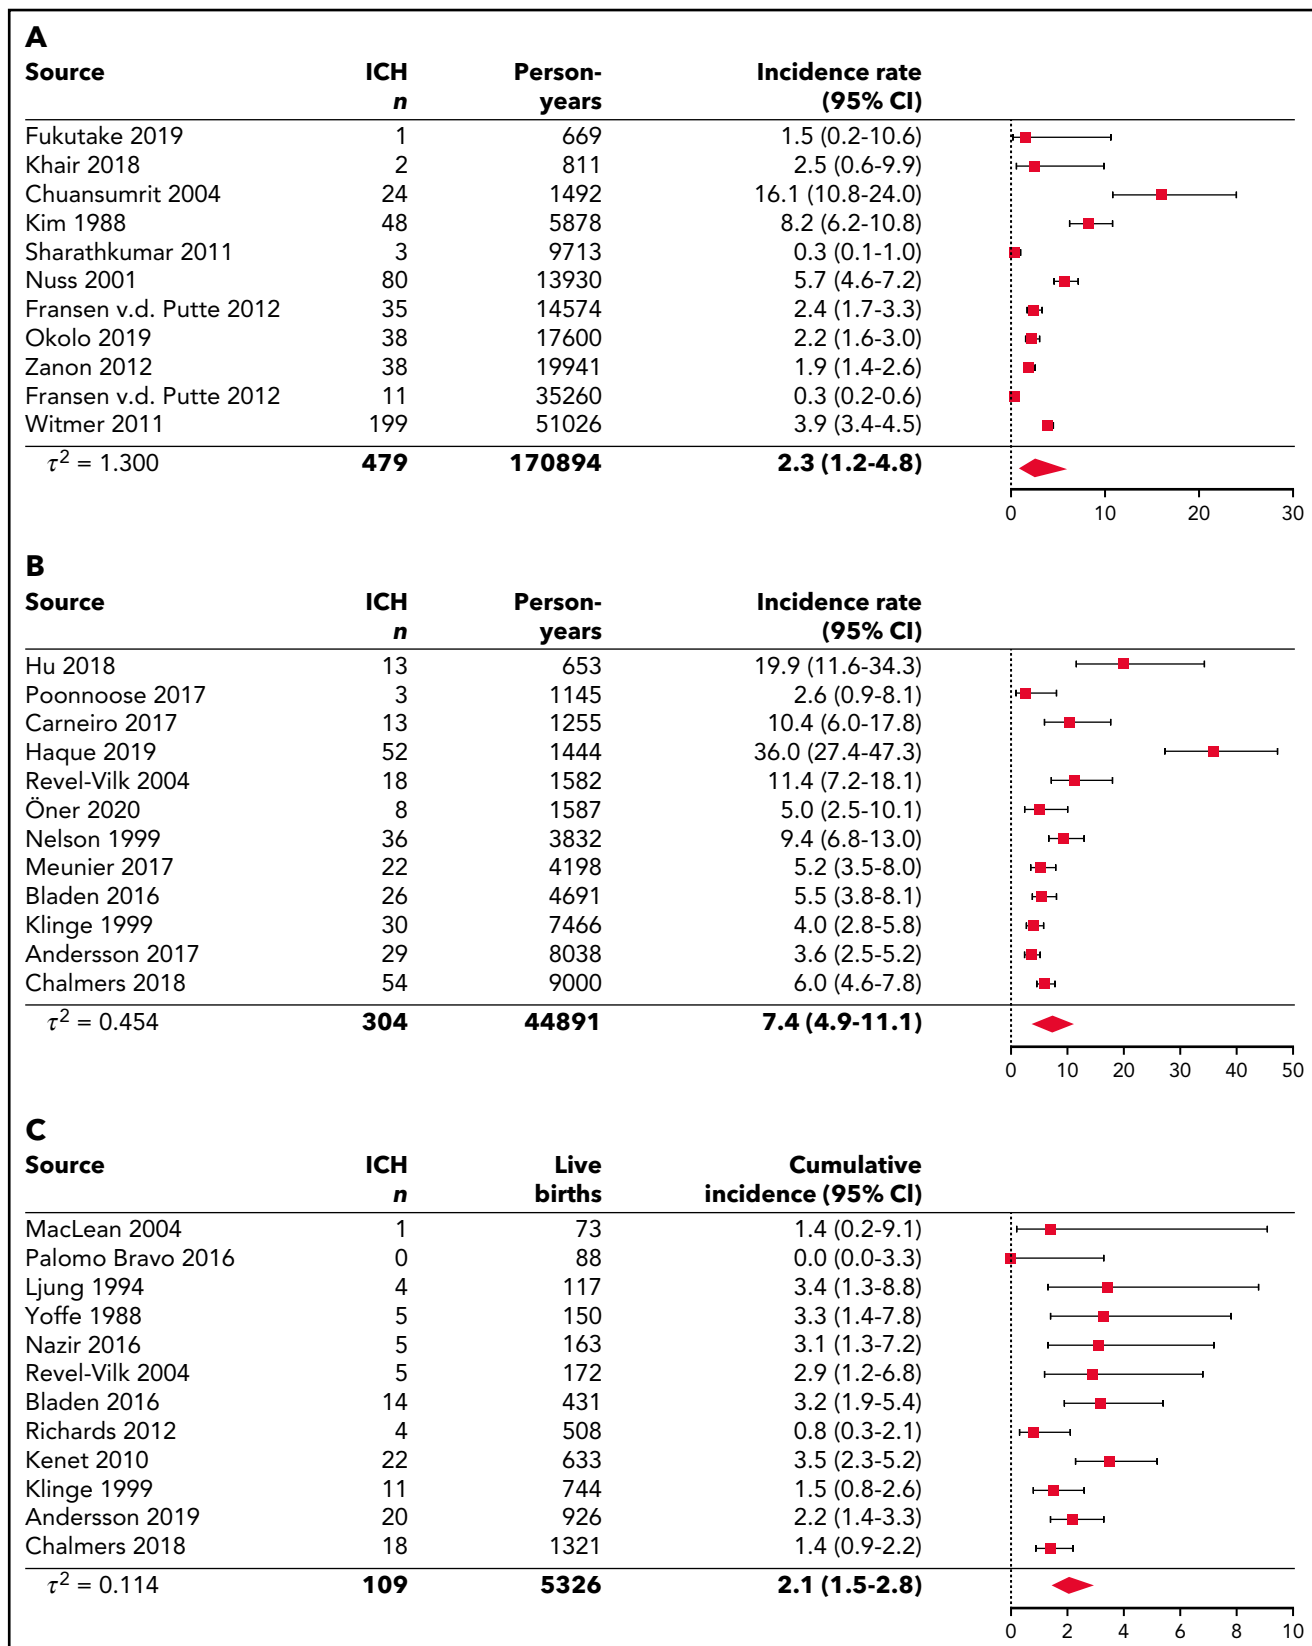 A
Source ICH Person- Incidence rate
n years (95% CI)
Fukutake 2019 1 669 1.5 (0.2-10.6)
Khair 2018 2 811 2.5 (0.6-9.9)
Chuansumrit 2004 24 1492 16.1 (10.8-24.0)
Kim 1988 48 5878 8.2 (6.2-10.8)
Sharathkumar 2011 3 9713 0.3 (0.1-1.0)
Nuss 2001 80 13930 5.7 (4.6-7.2)
Fransen v.d. Putte 2012 35 14574 2.4 (1.7-3.3)
Okolo 2019 38 17600 2.2 (1.6-3.0)
Zanon 2012 38 19941 1.9 (1.4-2.6)
Fransen v.d. Putte 2012 11 35260 0.3 (0.2-0.6)
Witmer 2011 199 51026 3.9 (3.4-4.5)
τ² = 1.300 479 170894 2.3 (1.2-4.8)
0 10 20 30
B
Source ICH Person- Incidence rate
n years (95% CI)
Hu 2018 13 653 19.9 (11.6-34.3)
Poonnoose 2017 3 1145 2.6 (0.9-8.1)
Carneiro 2017 13 1255 10.4 (6.0-17.8)
Haque 2019 52 1444 36.0 (27.4-47.3)
Revel-Vilk 2004 18 1582 11.4 (7.2-18.1)
Öner 2020 8 1587 5.0 (2.5-10.1)
Nelson 1999 36 3832 9.4 (6.8-13.0)
Meunier 2017 22 4198 5.2 (3.5-8.0)
Bladen 2016 26 4691 5.5 (3.8-8.1)
Klinge 1999 30 7466 4.0 (2.8-5.8)
Andersson 2017 29 8038 3.6 (2.5-5.2)
Chalmers 2018 54 9000 6.0 (4.6-7.8)
τ² = 0.454 304 44891 7.4 (4.9-11.1)
0 10 20 30 40 50
C
Source ICH Live Cumulative
n births incidence (95% CI)
MacLean 2004 1 73 1.4 (0.2-9.1)
Palomo Bravo 2016 0 88 0.0 (0.0-3.3)
Ljung 1994 4 117 3.4 (1.3-8.8)
Yoffe 1988 5 150 3.3 (1.4-7.8)
Nazir 2016 5 163 3.1 (1.3-7.2)
Revel-Vilk 2004 5 172 2.9 (1.2-6.8)
Bladen 2016 14 431 3.2 (1.9-5.4)
Richards 2012 4 508 0.8 (0.3-2.1)
Kenet 2010 22 633 3.5 (2.3-5.2)
Klinge 1999 11 744 1.5 (0.8-2.6)
Andersson 2019 20 926 2.2 (1.4-3.3)
Chalmers 2018 18 1321 1.4 (0.9-2.2)
τ² = 0.114 109 5326 2.1 (1.5-2.8)
0 2 4 6 8 10